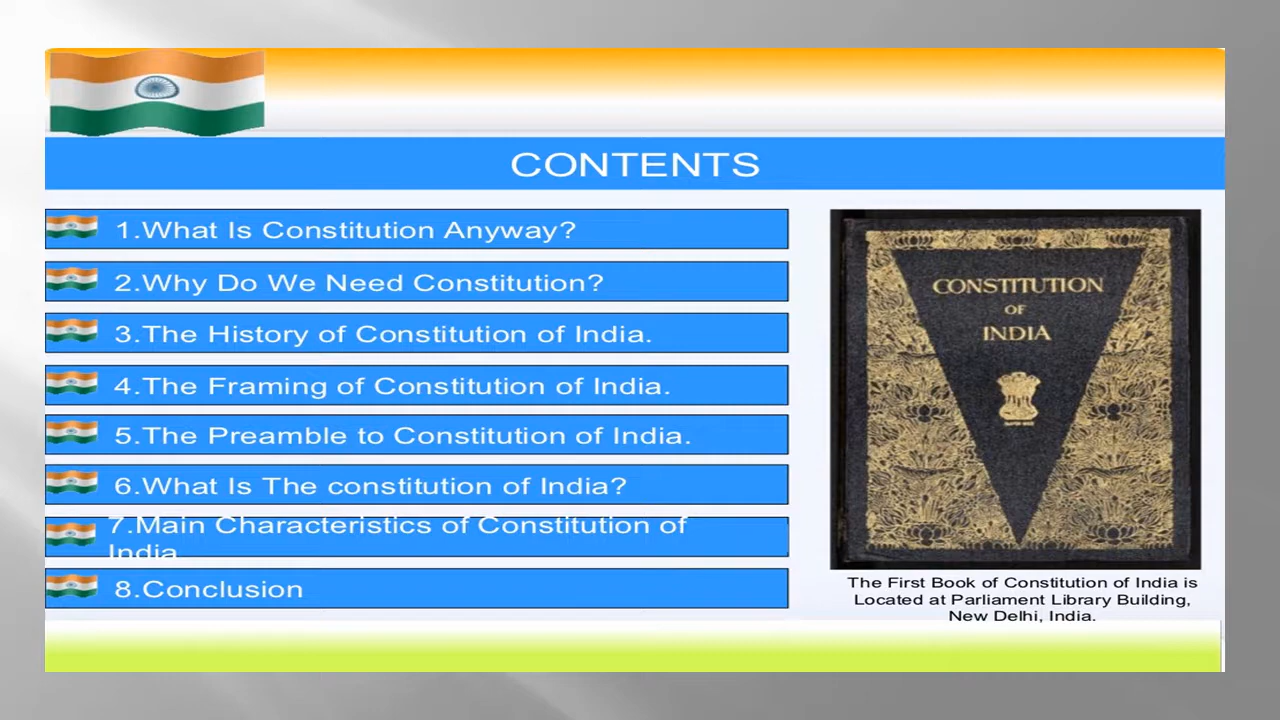 CONTENTS
1.What Is Constitution Anyway?
2.Why Do We Need Constitution?
3.The History of Constitution of India.
4.The Framing of Constitution of India.
5.The Preamble to Constitution of India.
6.What Is The constitution of India?
7.Main Characteristics of Constitution of
India
8.Conclusion
CONSTITUTION
OF
INDIA
The First Book of Constitution of India is
Located at Parliament Library Building,
New Delhi, India.